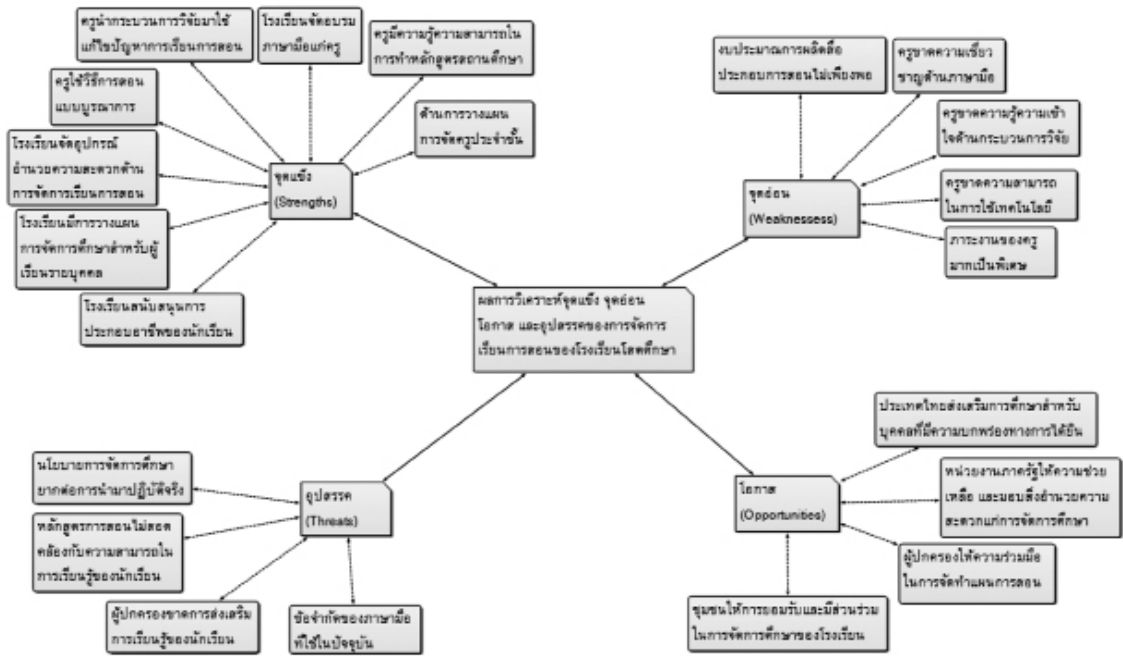 ครูนำกระบวนการวิจัยมาใช้
แก้ไขปัญหาการเรียนการสอน
โรงเรียนจัดอบรม
ภาษามือแก่ครู
ครูมีความรู้ความสามารถใน
การทำหลักสูตรสถานศึกษา
ครูใช้วิธีการสอน
แบบบูรณาการ
ด้านการวางแผน
การจัดครูประจำชั้น
โรงเรียนจัดอุปกรณ์
อำนวยความสะดวกด้าน
การจัดการเรียนการสอน
จุดแข็ง
(Strengths)
โรงเรียนมีการวางแผน
การจัดการศึกษาสำหรับผู้
เรียนรายบุคคล
โรงเรียนสนับสนุนการ
ประกอบอาชีพของนักเรียน
งบประมาณการผลิตสื่อ
ประกอบการสอนไม่เพียงพอ
ครูขาดความเชี่ยว
ชาญด้านภาษามือ
ครูขาดความรู้ความเข้า
ใจด้านกระบวนการวิจัย
จุดอ่อน
(Weaknessess)
ครูขาดความสามารถ
ในการใช้เทคโนโลยี
ภาระงานของครู
มากเป็นพิเศษ
ผลการวิเคราะห์จุดแข็ง จุดอ่อน
โอกาส และอุปสรรคของการจัดการ
เรียนการสอนของโรงเรียนโสตศึกษา
นโยบายการจัดการศึกษา
ยากต่อการนำมาปฏิบัติจริง
อุปสรรค
(Threats)
หลักสูตรการสอนไม่สอด
คล้องกับความสามารถใน
การเรียนรู้ของนักเรียน
ผู้ปกครองขาดการส่งเสริม
การเรียนรู้ของนักเรียน
ข้อจำกัดของภาษามือ
ที่ใช้ในปัจจุบัน
ประเทศไทยส่งเสริมการศึกษาสำหรับ
บุคคลที่มีความบกพร่องทางการได้ยิน
โอกาส
(Opportunities)
หน่วยงานภาครัฐให้ความช่วย
เหลือ และมอบสิ่งอำนวยความ
สะดวกแก่การจัดการศึกษา
ผู้ปกครองให้ความร่วมมือ
ในการจัดทำแผนการสอน
ชุมชนให้การยอมรับและมีส่วนร่วม
ในการจัดการศึกษาของโรงเรียน